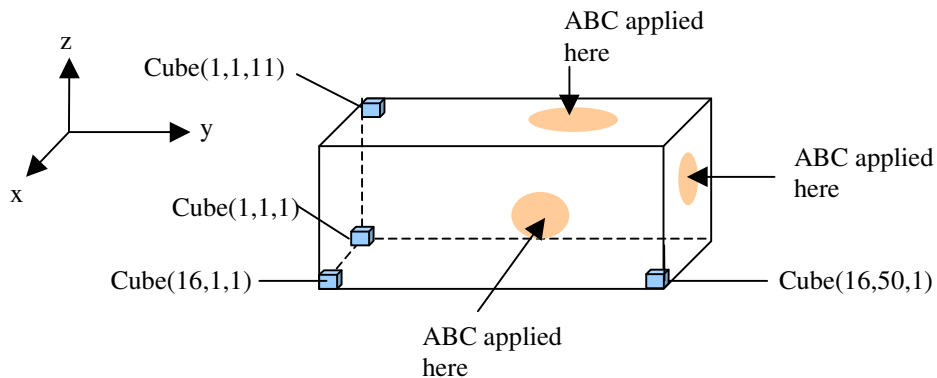 ABC applied
here
z
Cube(1,1,11)
y
ABC applied
here
x
Cube(1,1,1)
Cube(16,1,1)
Cube(16,50,1)
ABC applied
here